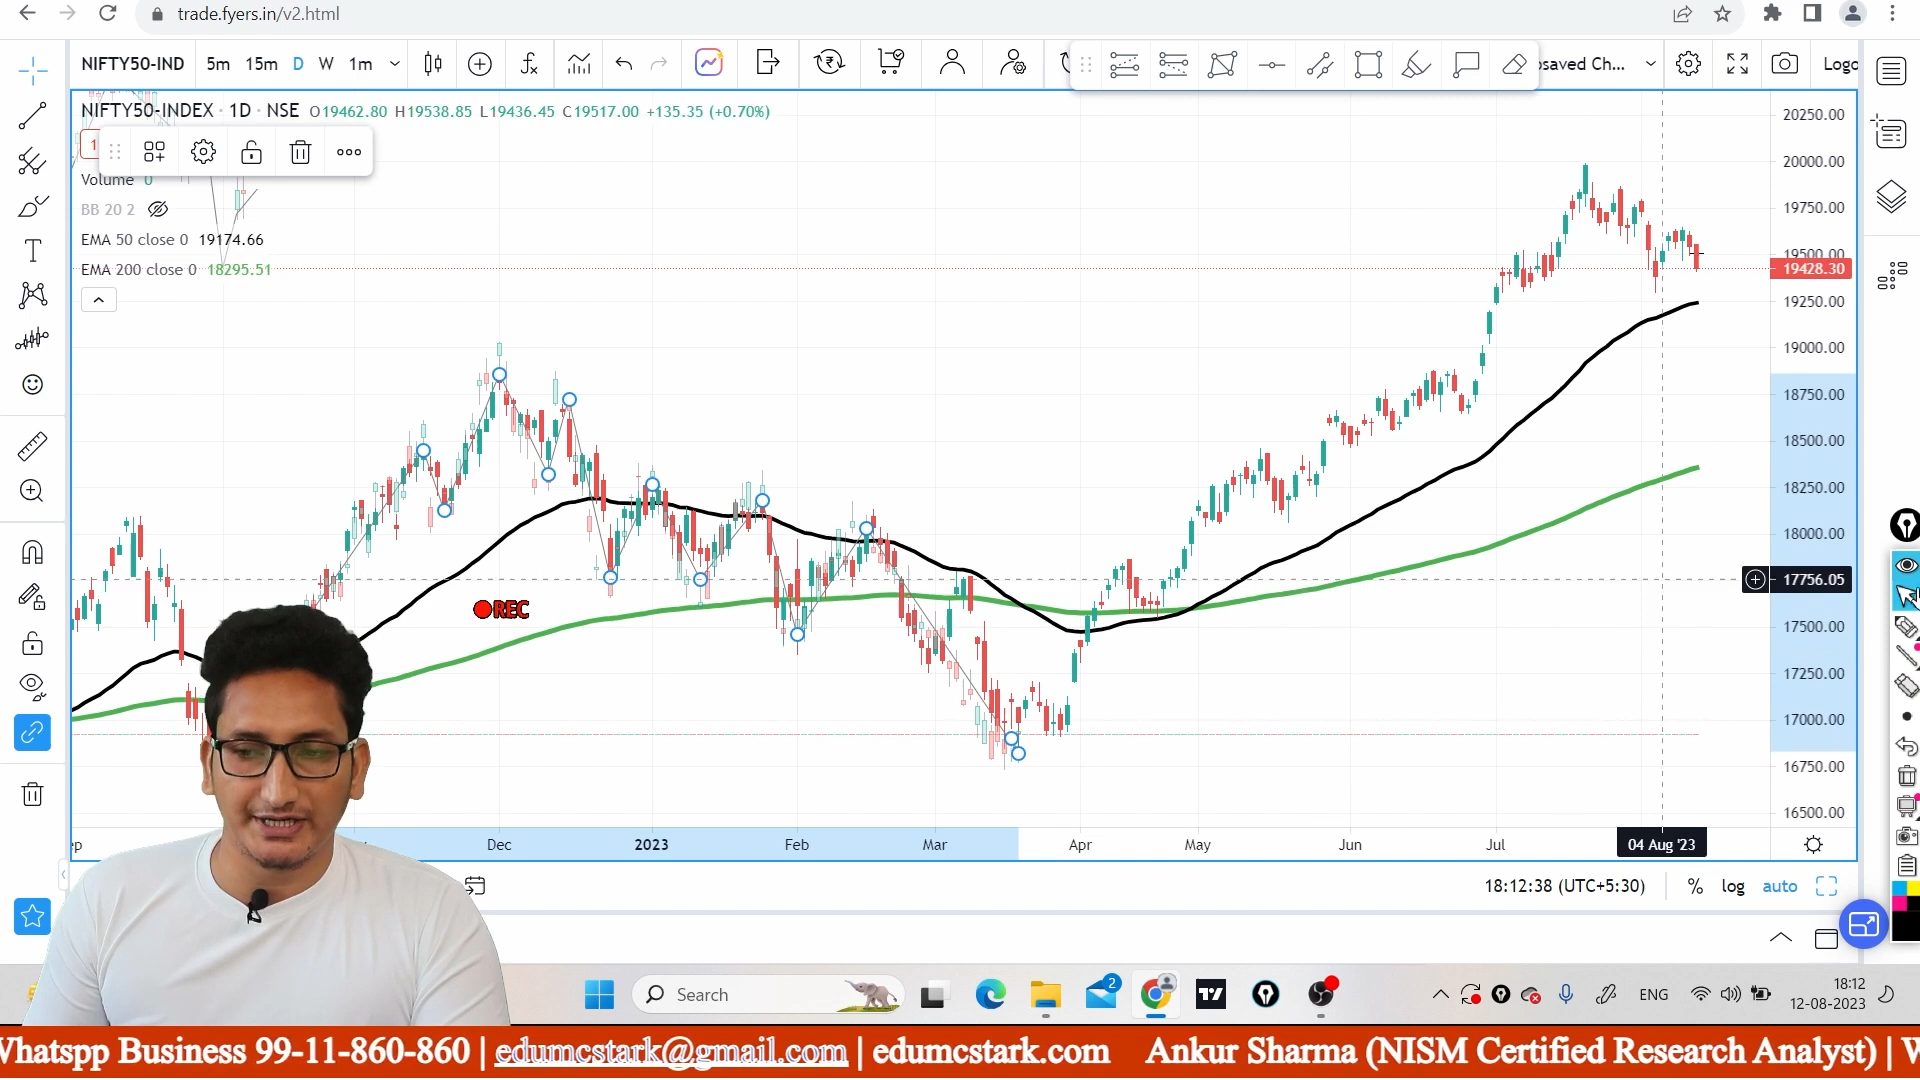 trade.fyers.in/v2.html
NIFTY50-IND 5m 15m D W 1m
saved Ch...
NIFTY50-INDEX · 1D · NSE O19462.80 H19538.85 L19436.45 C19517.00 +135.35 (+0.70%)
1
Volume 0
BB 20 2
EMA 50 close 0 19174.66
EMA 200 close 0 18295.51
20250.00
20000.00
19750.00
19500.00
19428.30
19250.00
19000.00
18750.00
18500.00
18250.00
18000.00
17756.05
17500.00
17250.00
17000.00
16750.00
16500.00
REC
Dec 2023 Feb Mar Apr May Jun Jul 04 Aug '23
18:12:38 (UTC+5:30) % log auto
Search
2
ENG
18:12
12-08-2023
Whatspp Business 99-11-860-860 | edumcstark@gmail.com | edumcstark.com Ankur Sharma (NISM Certified Research Analyst) | W